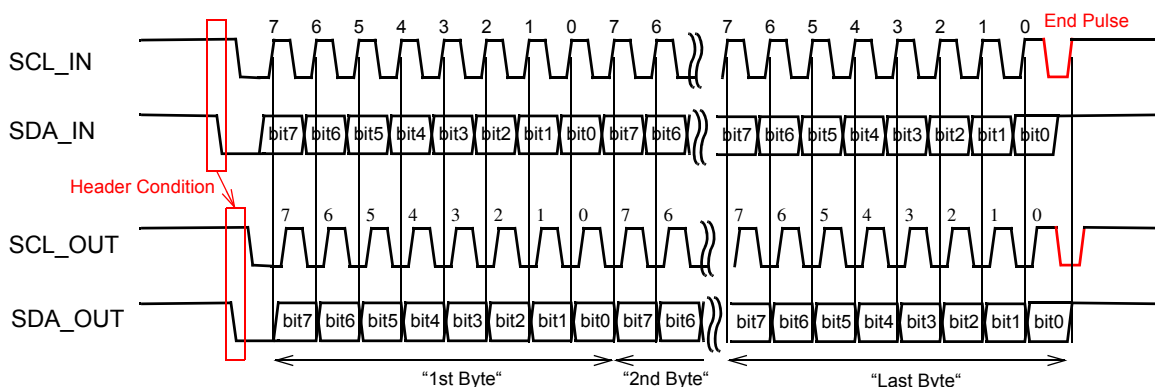 7 6 5 4 3 2 1 0 7 6 7 6 5 4 3 2 1 0 End Pulse
SCL_IN
SDA_IN bit7 bit6 bit5 bit4 bit3 bit2 bit1 bit0 bit7 bit6 bit7 bit6 bit5 bit4 bit3 bit2 bit1 bit0
Header Condition
7 6 5 4 3 2 1 0 7 6 7 6 5 4 3 2 1 0
SCL_OUT
SDA_OUT bit7 bit6 bit5 bit4 bit3 bit2 bit1 bit0 bit7 bit6 bit7 bit6 bit5 bit4 bit3 bit2 bit1 bit0
“1st Byte“ “2nd Byte“ “Last Byte“